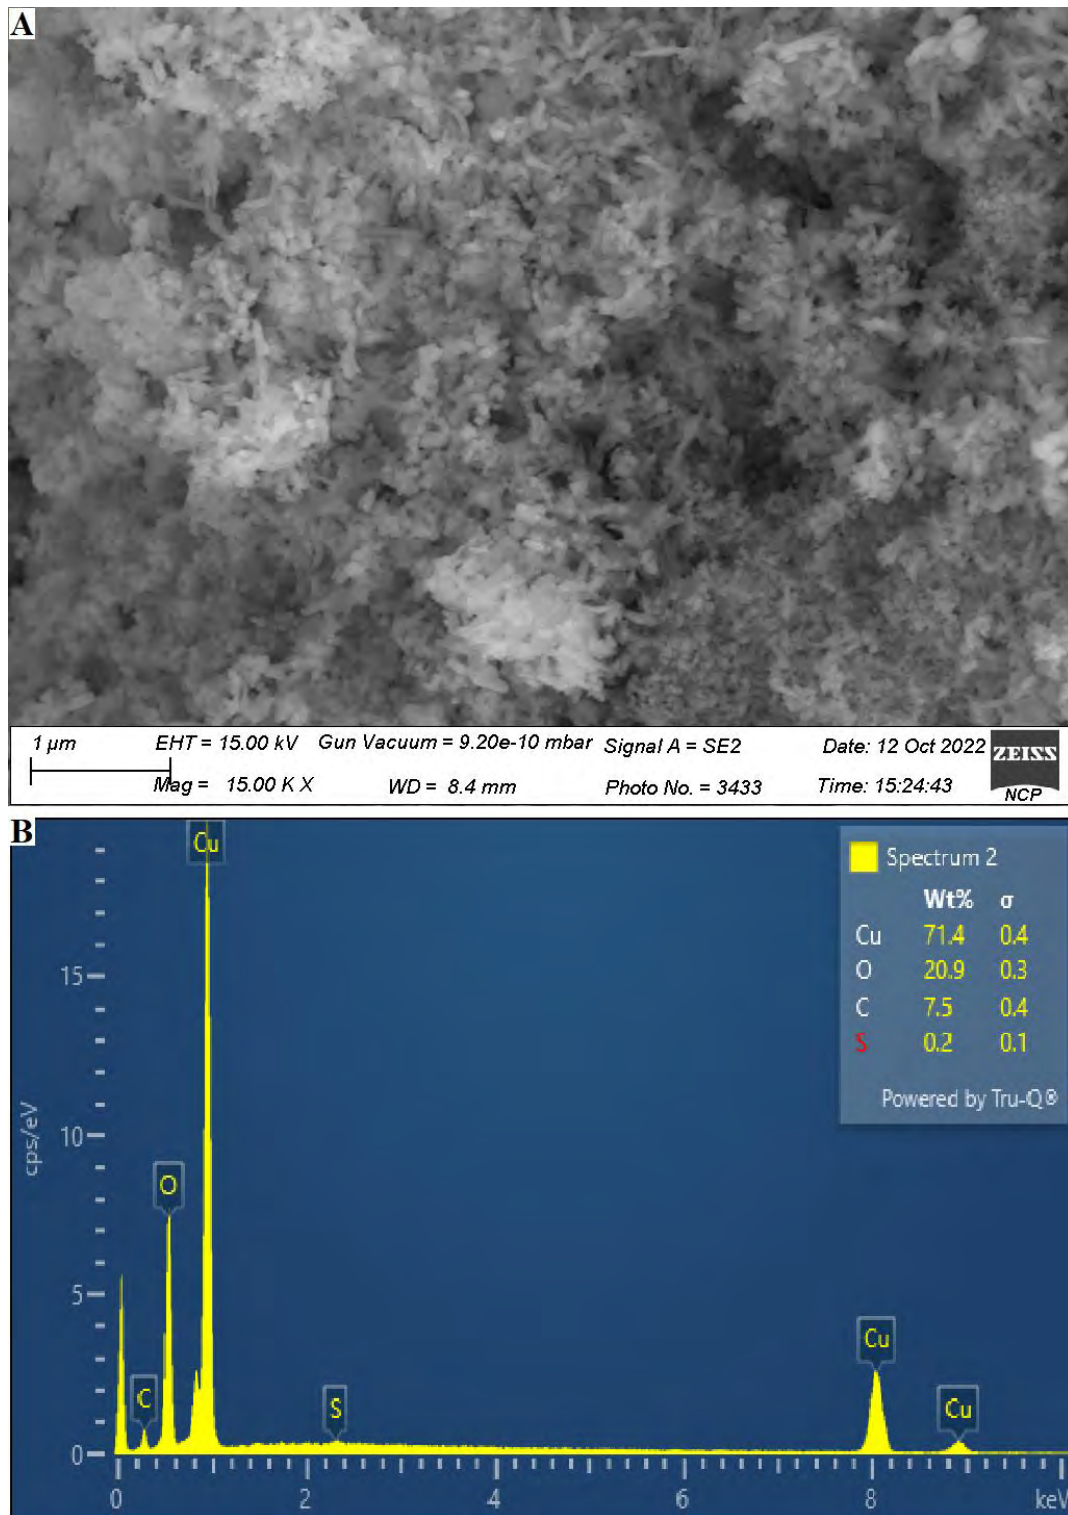 A
1 µm
EHT = 15.00 kV
Gun Vacuum = 9.20e-10 mbar
Signal A = SE2
Date: 12 Oct 2022
ZEISS
Mag = 15.00 K X
WD = 8.4 mm
Photo No. = 3433
Time: 15:24:43
NCP
B
Cu
Spectrum 2
Wt% σ
Cu 71.4 0.4
O 20.9 0.3
C 7.5 0.4
S 0.2 0.1
Powered by Tru-Q®
15
10
5
0
cps/eV
O
C
S
Cu
Cu
0 2 4 6 8 keV